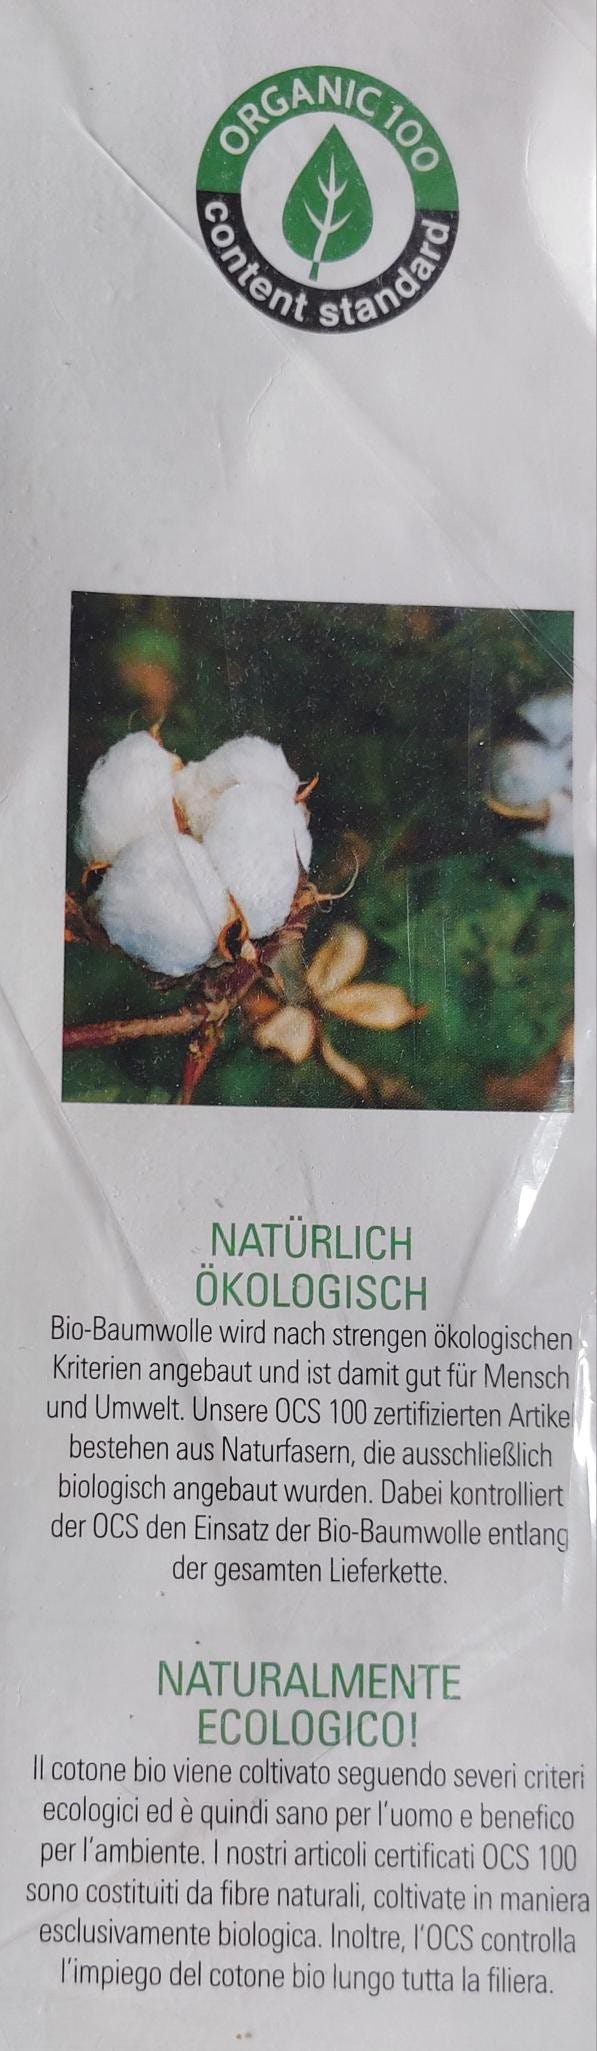 ORGANIC 100
content standard
NATÜRLICH
ÖKOLOGISCH
Bio-Baumwolle wird nach strengen ökologischen
Kriterien angebaut und ist damit gut für Mensch
und Umwelt. Unsere OCS 100 zertifizierten Artikel
bestehen aus Naturfasern, die ausschließlich
biologisch angebaut wurden. Dabei kontrolliert
der OCS den Einsatz der Bio-Baumwolle entlang
der gesamten Lieferkette.
NATURALMENTE
ECOLOGICO!
Il cotone bio viene coltivato seguendo severi criteri
ecologici ed è quindi sano per l'uomo e benefico
per l'ambiente. I nostri articoli certificati OCS 100
sono costituiti da fibre naturali, coltivate in maniera
esclusivamente biologica. Inoltre, l'OCS controlla
l'impiego del cotone bio lungo tutta la filiera.